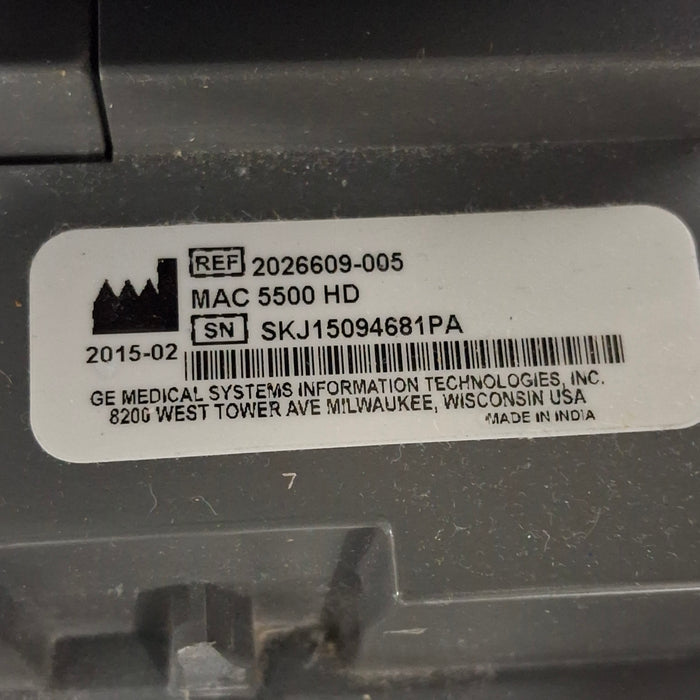 REF 2026609-005
MAC 5500 HD
SN SKJ15094681PA
2015-02
GE MEDICAL SYSTEMS INFORMATION TECHNOLOGIES, INC.
8200 WEST TOWER AVE MILWAUKEE, WISCONSIN USA
MADE IN INDIA
7